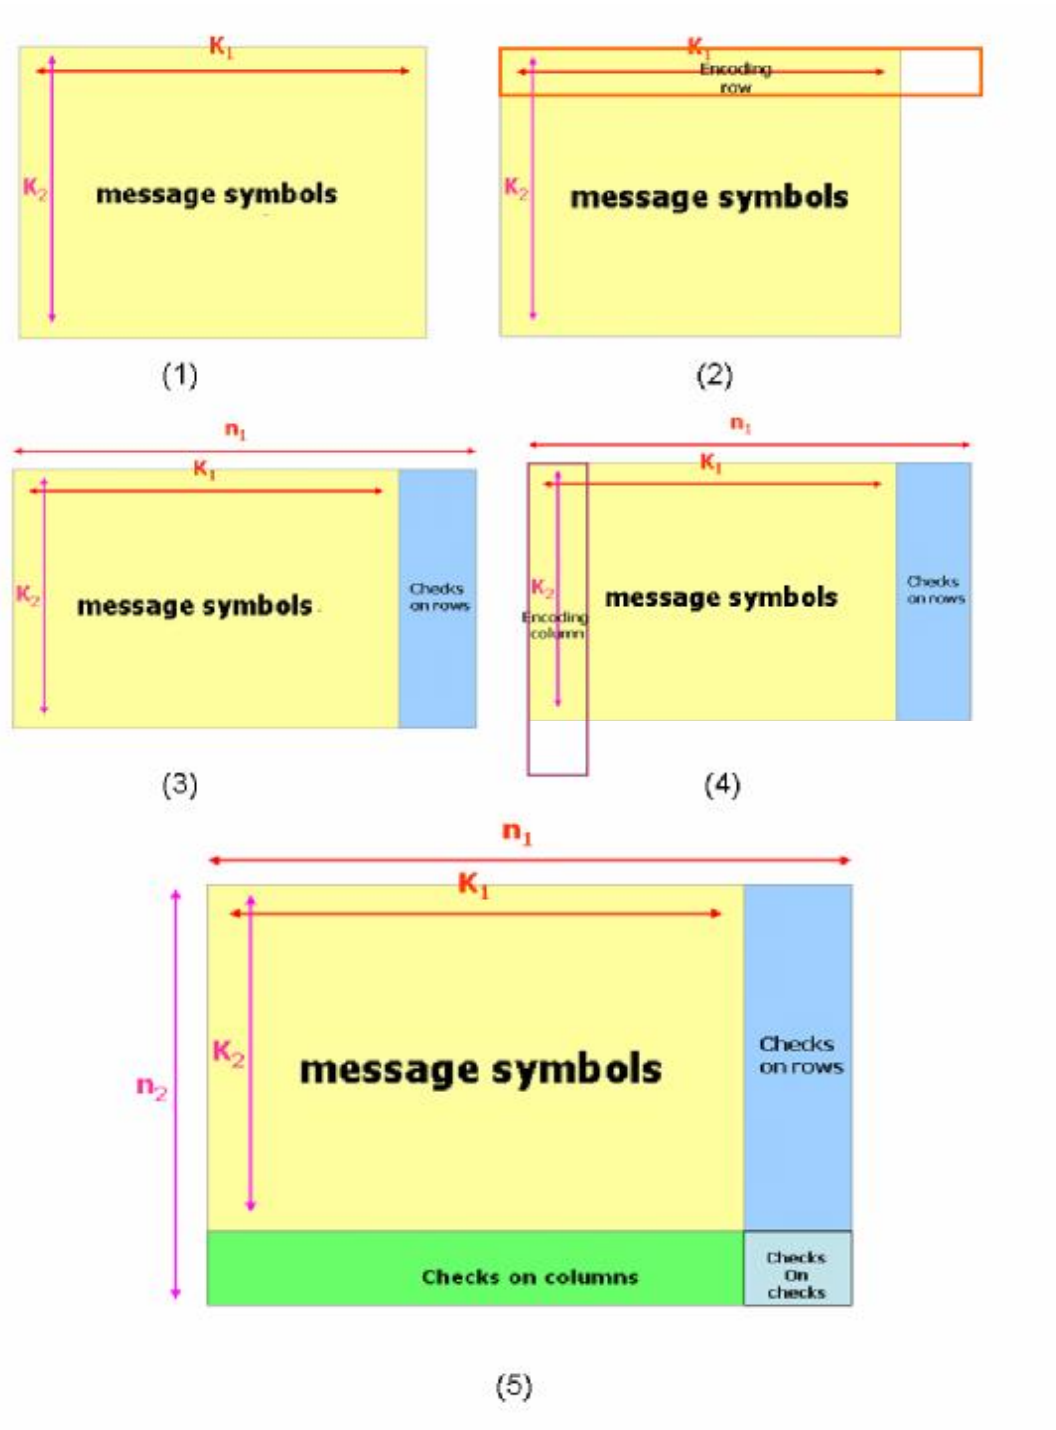 K₁
K₂
message symbols
(1)
K₁
Encoding
row
K₂
message symbols
(2)
n₁
K₁
K₂
message symbols
Checks
on rows
(3)
n₁
K₁
K₂
Encoding
column
message symbols
Checks
on rows
(4)
n₁
K₁
K₂
n₂
message symbols
Checks
on rows
Checks on columns
Checks
On
checks
(5)